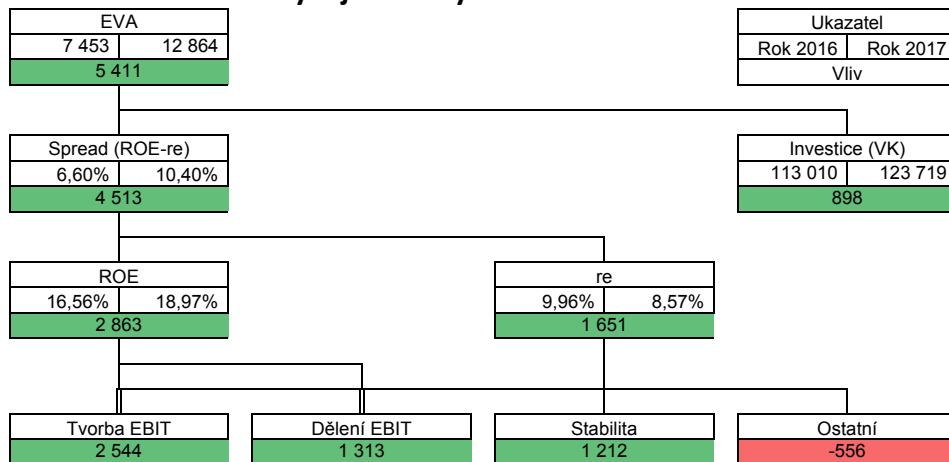 EVA
7 453 12 864
5 411
Ukazatel
Rok 2016 Rok 2017
Vliv
Spread (ROE-re)
6,60% 10,40%
4 513
Investice (VK)
113 010 123 719
898
ROE
16,56% 18,97%
2 863
re
9,96% 8,57%
1 651
Tvorba EBIT
2 544
Dělení EBIT
1 313
Stabilita
1 212
Ostatní
-556